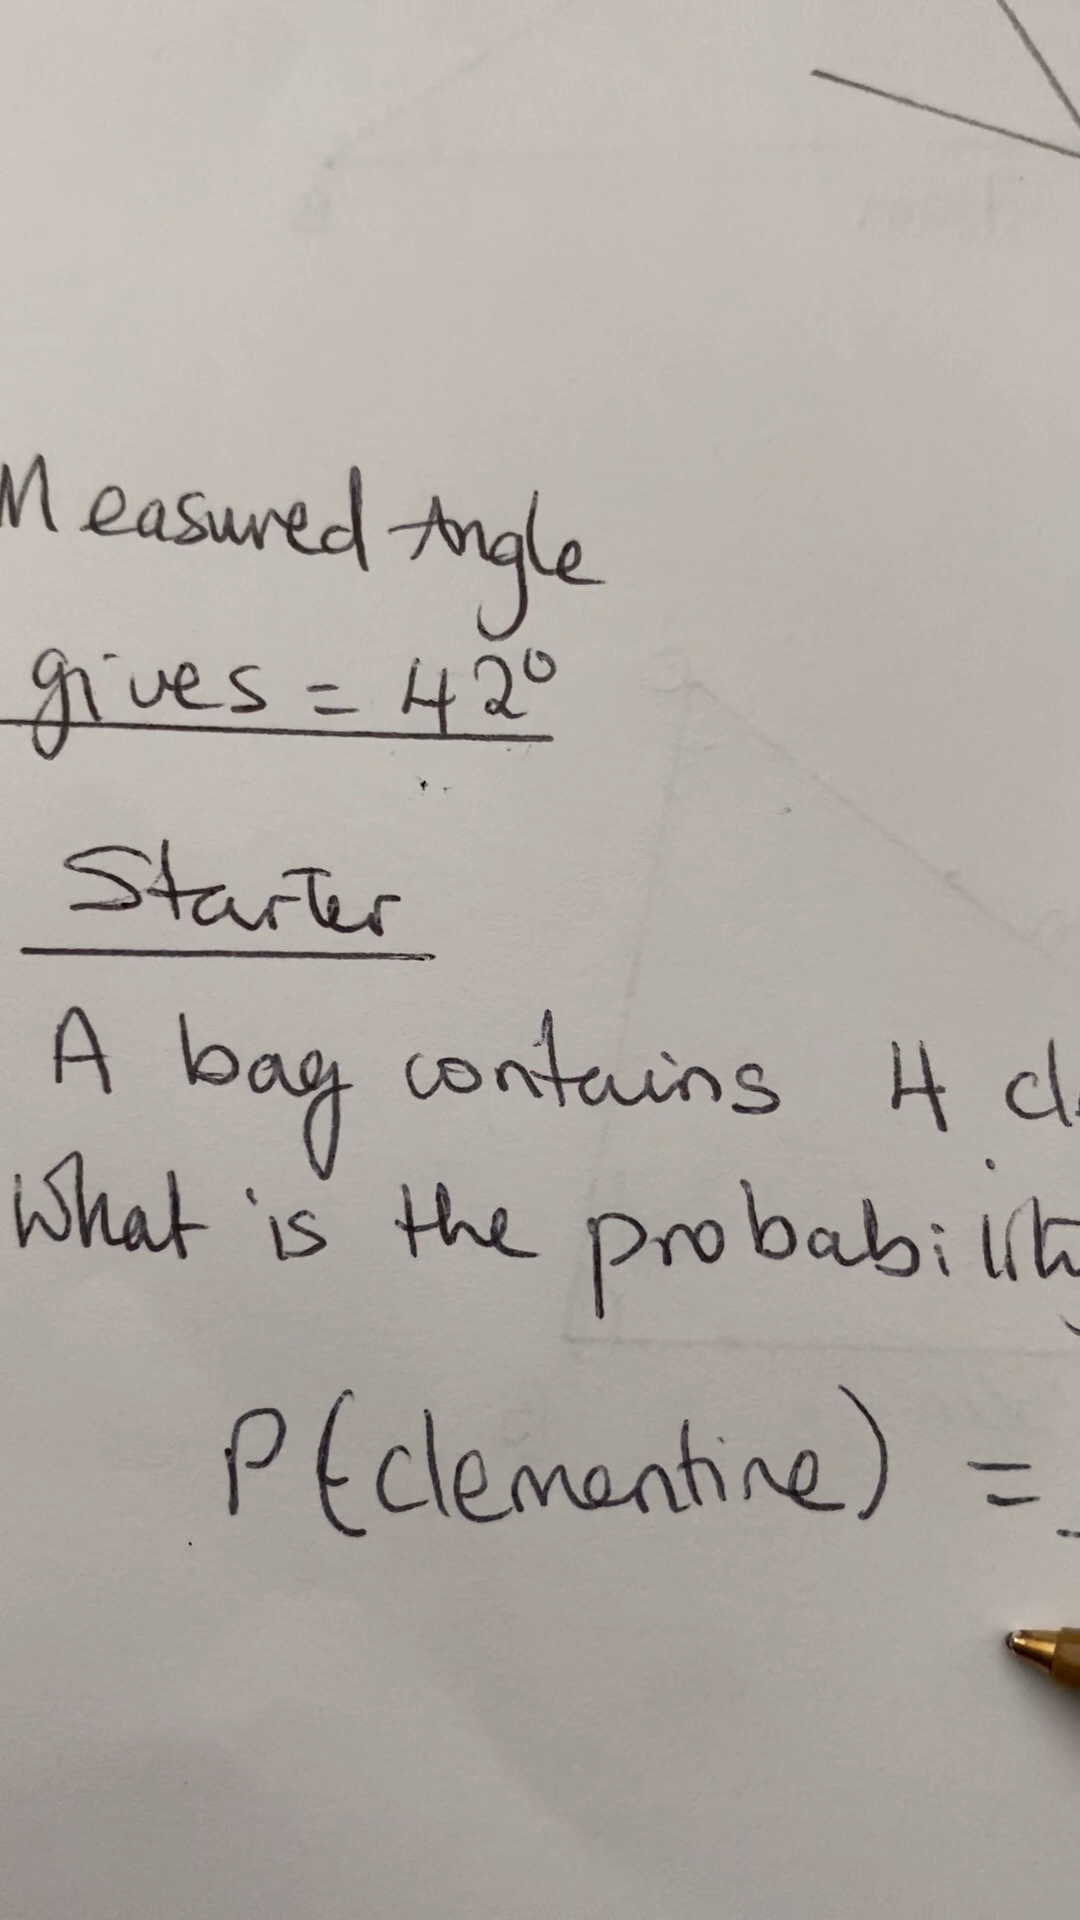 Measured Angle
gives = 42°
Starter
A bag contains 4
What is the
P(clementine) =